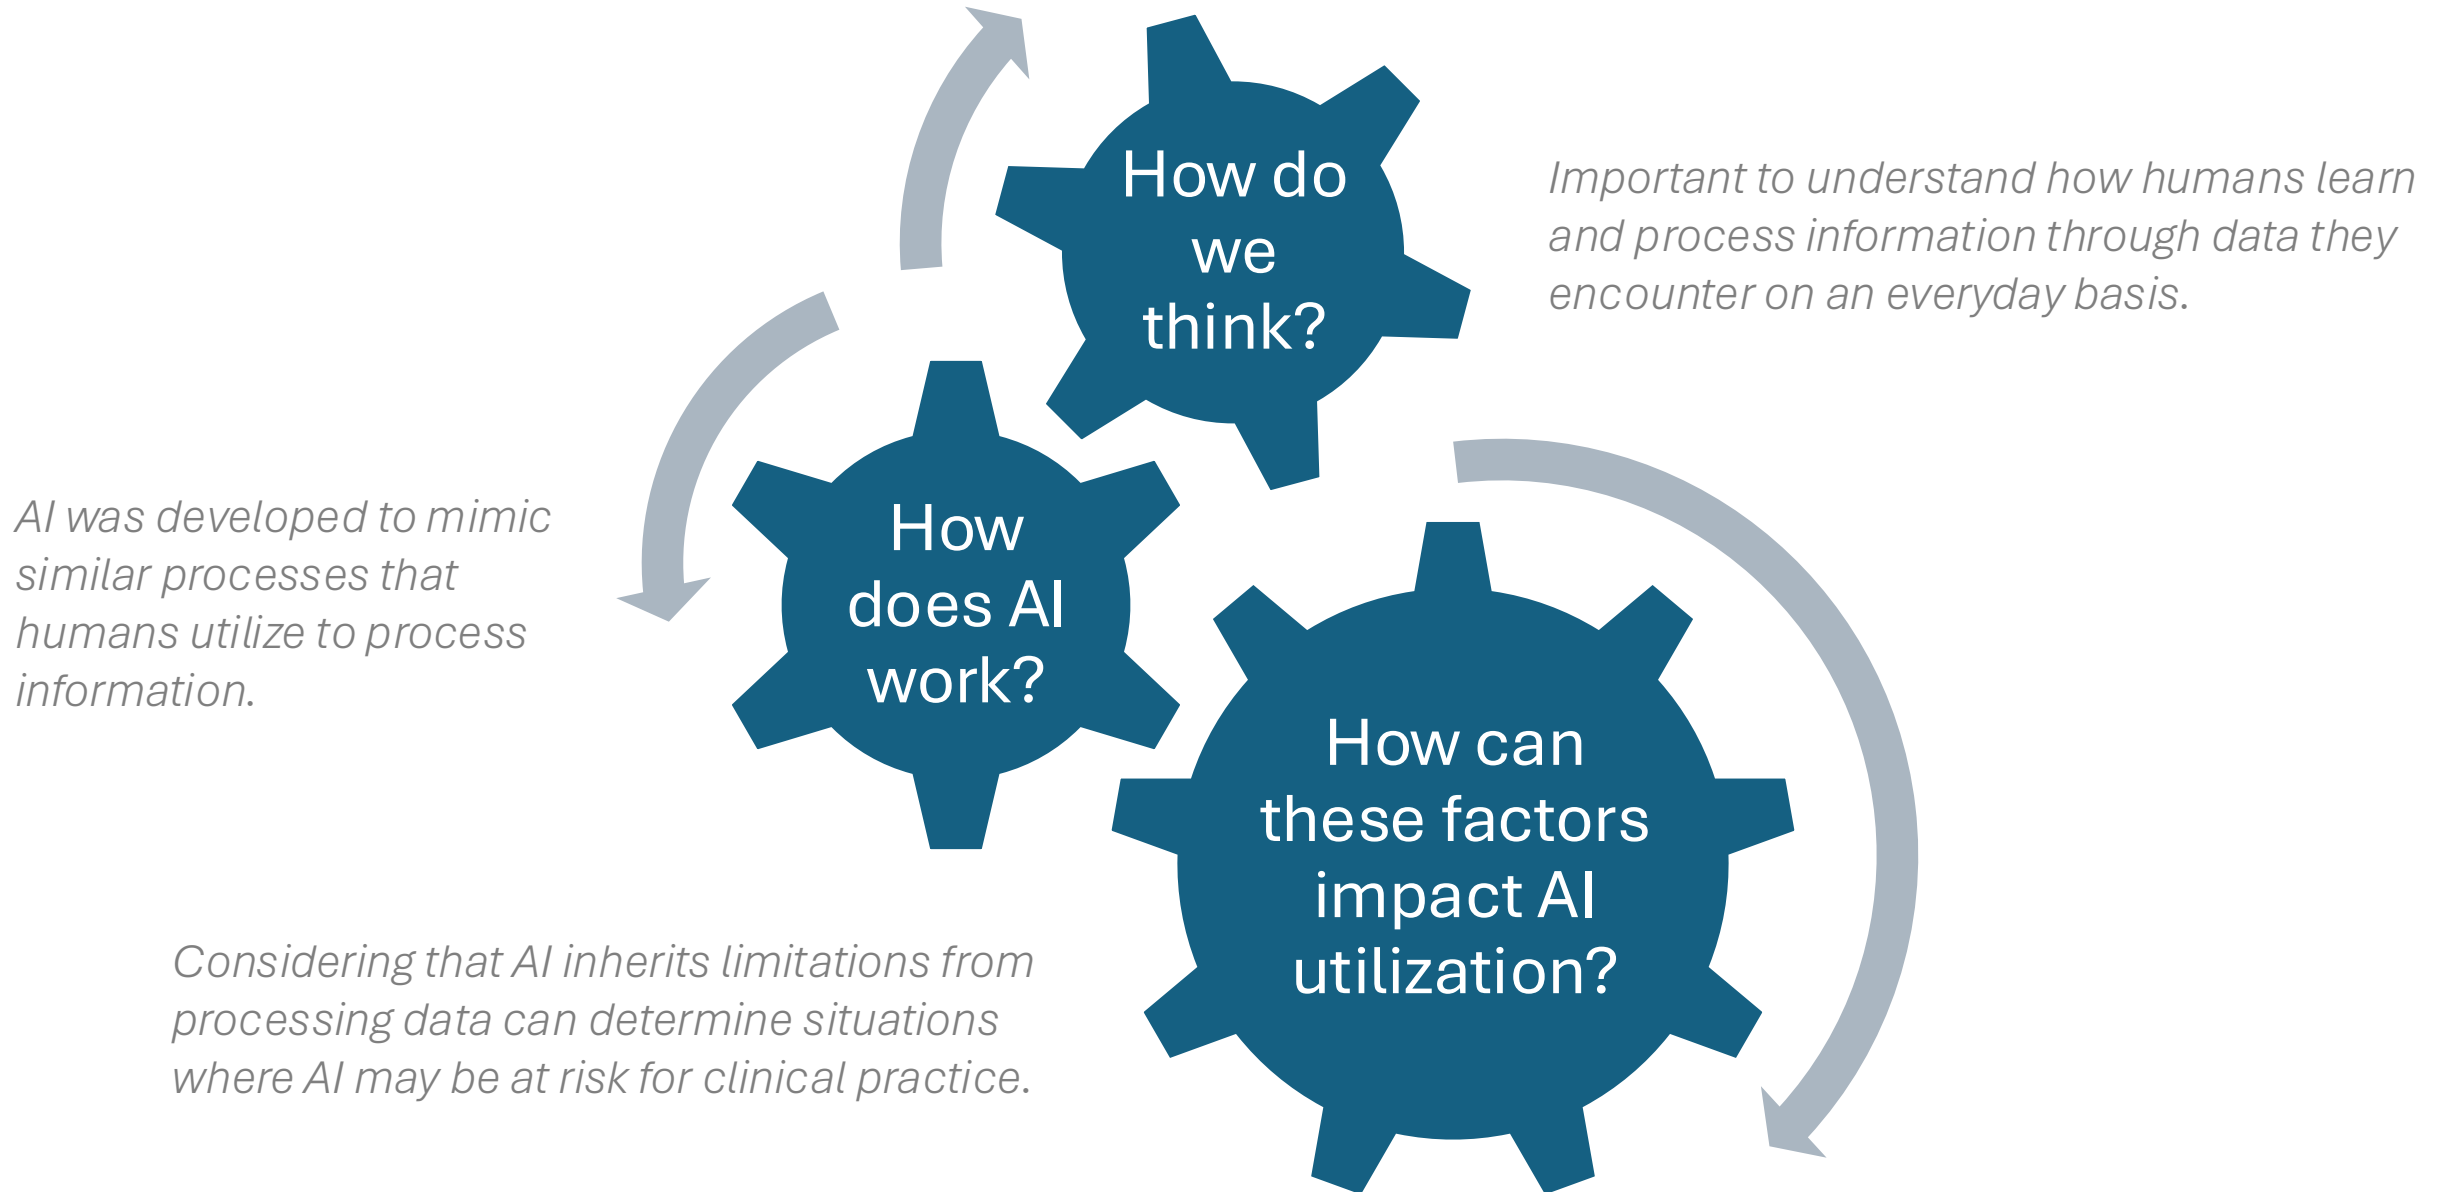 How do
we
think?
Important to understand how humans learn
and process information through data they
encounter on an everyday basis.
AI was developed to mimic
similar processes that
humans utilize to process
information.
How
does AI
work?
How can
these factors
impact AI
utilization?
Considering that AI inherits limitations from
processing data can determine situations
where AI may be at risk for clinical practice.